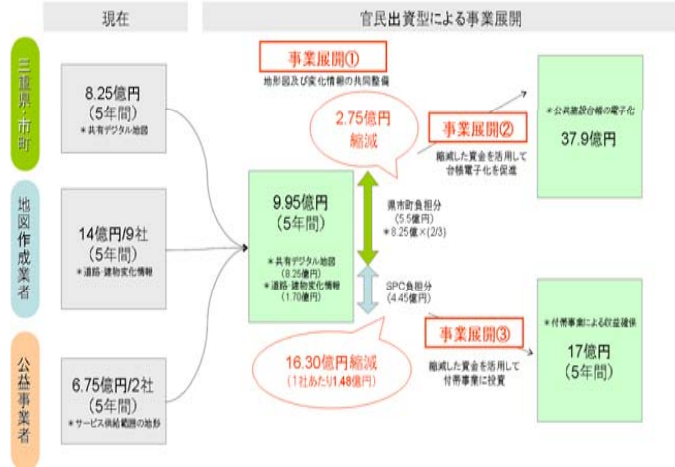 現在
官民出資型による事業展開
三重県・市町
8.25億円
(5年間)
*共有デジタル地図
地図作成業者
14億円/9社
(5年間)
*道路・建物変化情報
公益事業者
6.75億円/2社
(5年間)
*サービス供給範囲の地形
事業展開①
地形図及び変化情報の共同整備
2.75億円
縮減
9.95億円
(5年間)
*共有デジタル地図
(8.25億円)
*道路・建物変化情報
(1.70億円)
県市町負担分
(5.5億円)
*8.25億×(2/3)
SPC負担分
(4.45億円)
16.30億円縮減
(1社あたり1.48億円)
事業展開②
縮減した資金を活用して
台帳電子化を促進
*公共施設台帳の電子化
37.9億円
事業展開③
縮減した資金を活用して
付帯事業に投資
*付帯事業による収益確保
17億円
(5年間)